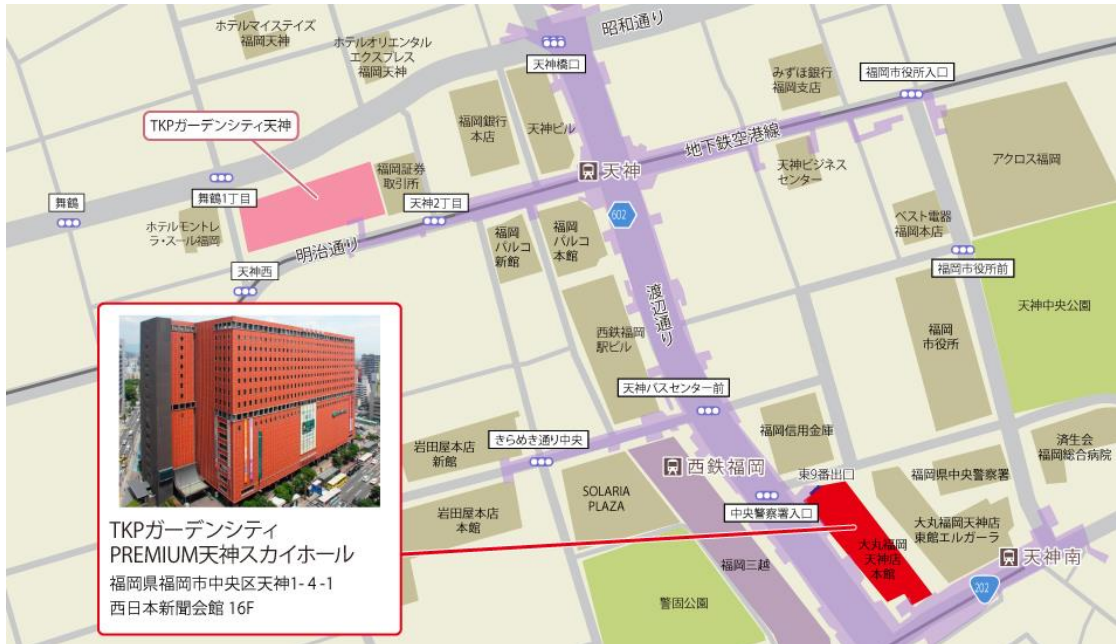 ホテルマイステイズ
福岡天神
ホテルオリエンタル
エクスプレス
福岡天神
昭和通り
天神橋口
みずほ銀行
福岡支店
福岡市役所入口
TKPガーデンシティ天神
福岡銀行
本店
天神ビル
地下鉄空港線
天神
天神ビジネス
センター
アクロス福岡
福岡証券
取引所
舞鶴1丁目
舞鶴
天神2丁目
602
ホテルモントレ
ラ・スール福岡
明治通り
福岡
パルコ
新館
福岡
パルコ
本館
ベスト電器
福岡本店
福岡市役所前
天神西
渡辺通り
天神中央公園
西鉄福岡
駅ビル
福岡
市役所
天神バスセンター前
岩田屋本店
新館
きらめき通り中央
福岡信用金庫
済生会
福岡総合病院
西鉄福岡
東9番出口
福岡県中央警察署
SOLARIA
PLAZA
中央警察署入口
岩田屋本店
本館
大丸福岡天神店
東館エルガーラ
大丸福岡
天神店
本館
天神南
福岡三越
202
警固公園
TKPガーデンシティ
PREMIUM天神スカイホール
福岡県福岡市中央区天神1-4-1
西日本新聞会館 16F